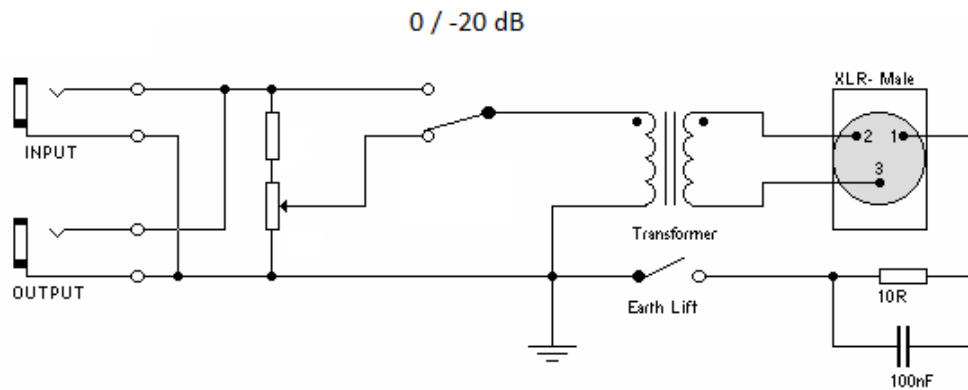 0 / -20 dB
XLR- Male
INPUT
2
1
3
Transformer
OUTPUT
Earth Lift
10R
100nF